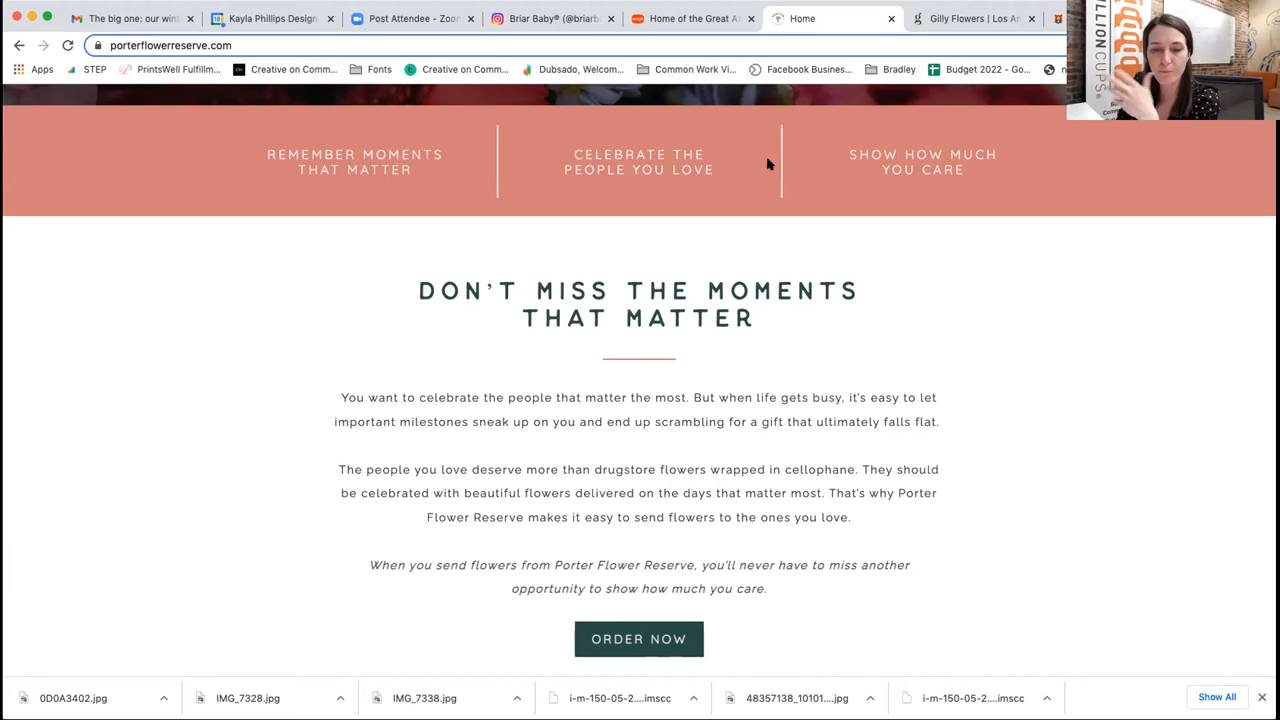 The big one: our wint
Kayla Phillips Design
Post Attendee - Zoo
Briar Baby® (@briarb
Home of the Great A
Home
Gilly Flowers | Los An
porterflowerreserve.com
Apps
STEP
PrintsWell Fulfillm...
Creative on Comm...
Fonts
Creative on Comm...
Dubsado, Welcom...
Common Work Vi...
Facebook Busines...
Bradley
Budget 2022 - Go...
LLION CUPS®
REMEMBER MOMENTS
THAT MATTER
CELEBRATE THE
PEOPLE YOU LOVE
SHOW HOW MUCH
YOU CARE
DON'T MISS THE MOMENTS
THAT MATTER
You want to celebrate the people that matter the most. But when life gets busy, it's easy to let
important milestones sneak up on you and end up scrambling for a gift that ultimately falls flat.
The people you love deserve more than drugstore flowers wrapped in cellophane. They should
be celebrated with beautiful flowers delivered on the days that matter most. That's why Porter
Flower Reserve makes it easy to send flowers to the ones you love.
When you send flowers from Porter Flower Reserve, you'll never have to miss another
opportunity to show how much you care.
ORDER NOW
0D0A3402.jpg
IMG_7328.jpg
IMG_7338.jpg
i-m-150-05-2....imscc
48357138_10101....jpg
i-m-150-05-2....imscc
Show All